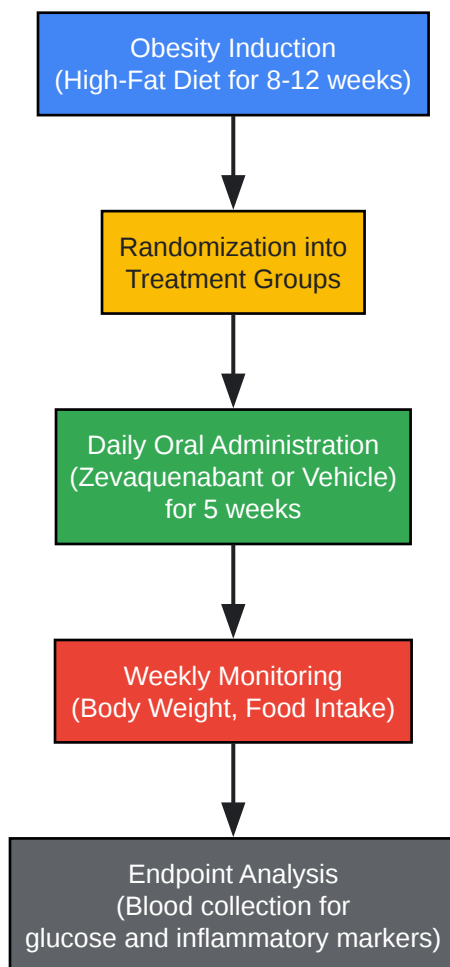 Obesity Induction
(High-Fat Diet for 8-12 weeks)
Randomization into
Treatment Groups
Daily Oral Administration
(Zevaquenabant or Vehicle)
for 5 weeks
Weekly Monitoring
(Body Weight, Food Intake)
Endpoint Analysis
(Blood collection for
glucose and inflammatory markers)